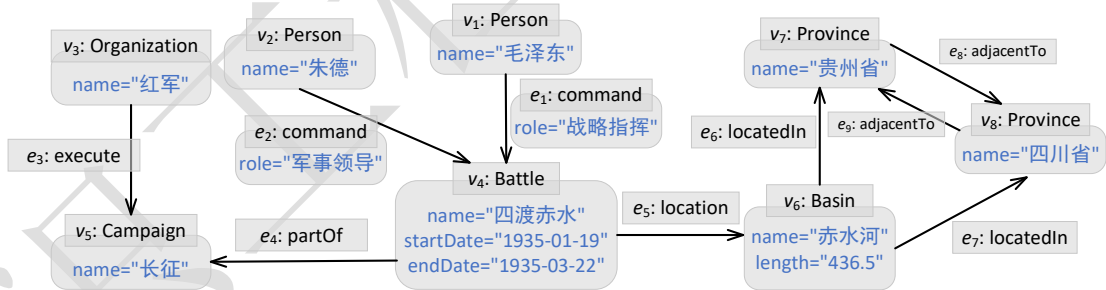 v₁: Person
name="毛泽东"
v₂: Person
name="朱德"
v₃: Organization
name="红军"
v₇: Province
name="贵州省"
e₈: adjacentTo
e₁: command
role="战略指挥"
e₂: command
role="军事领导"
e₃: execute
e₆: locatedIn
e₉: adjacentTo
v₈: Province
name="四川省"
v₄: Battle
name="四渡赤水"
startDate="1935-01-19"
endDate="1935-03-22"
e₅: location
v₆: Basin
name="赤水河"
length="436.5"
e₇: locatedIn
v₅: Campaign
name="长征"
e₄: partOf